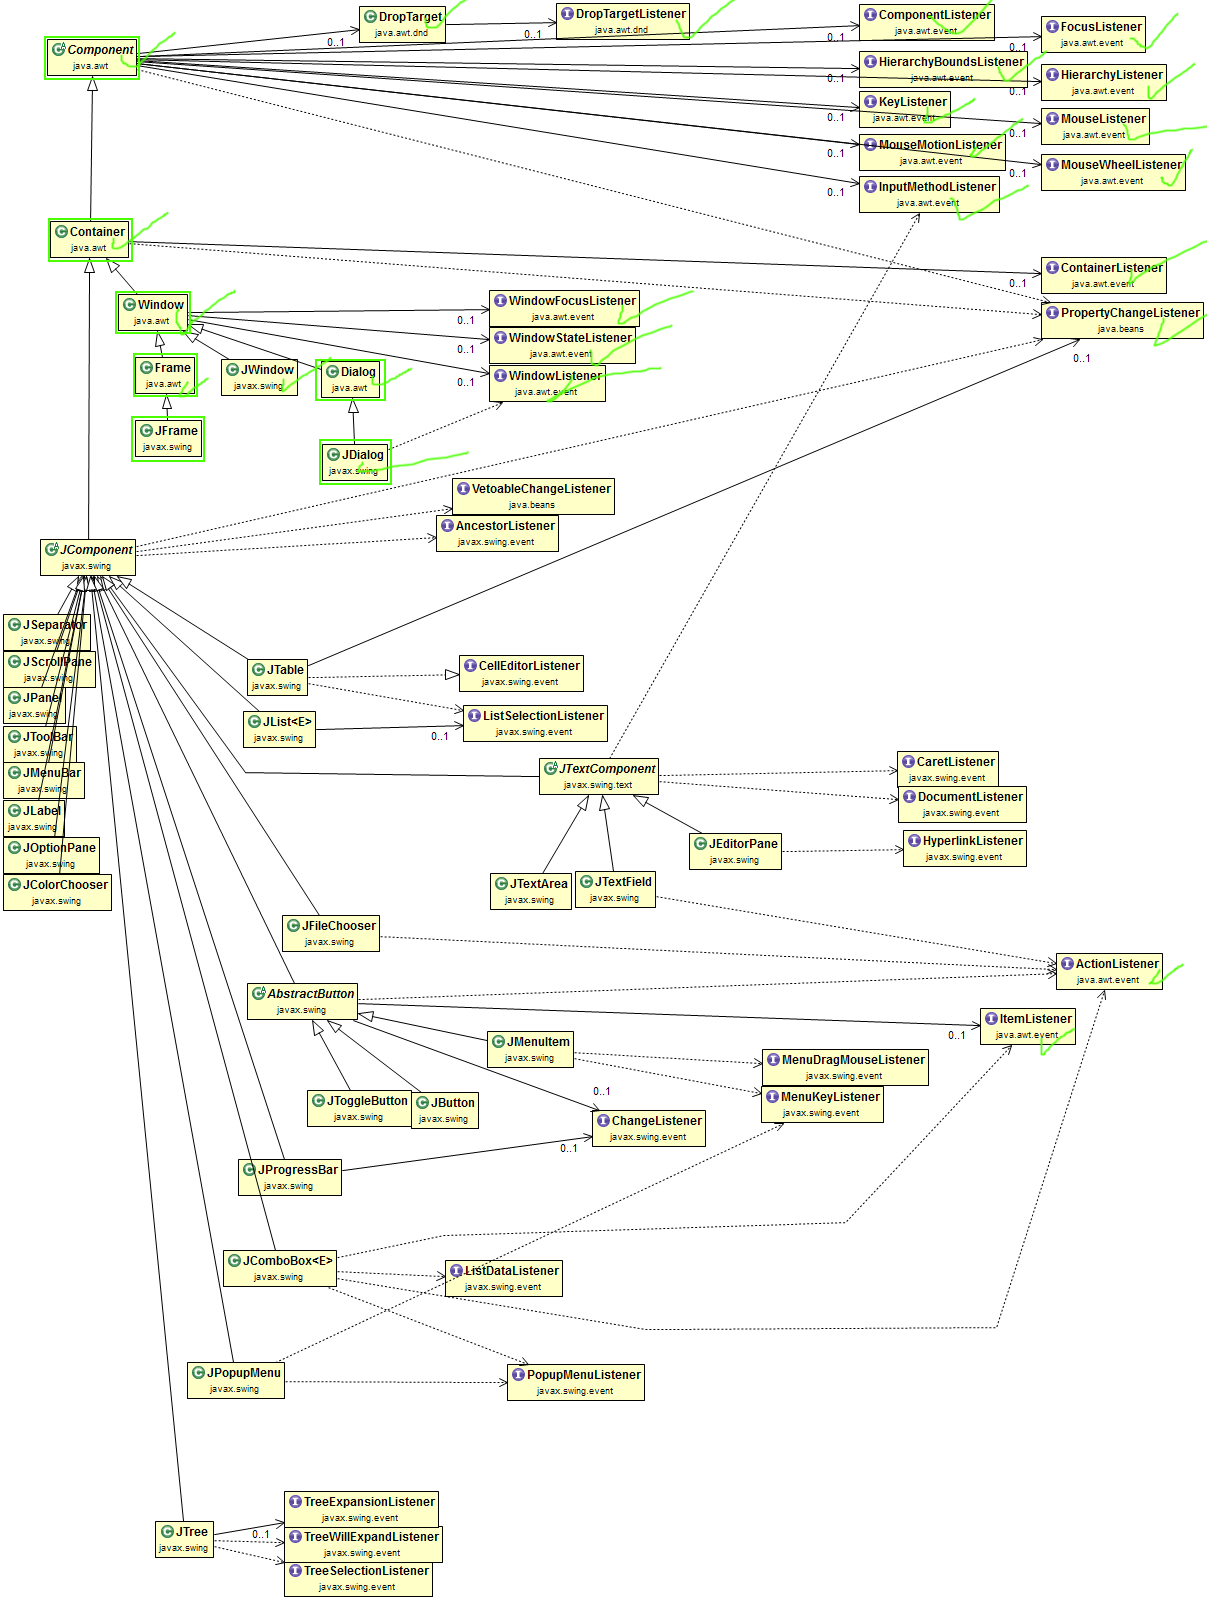 DropTarget
java.awt.dnd
DropTargetListener
java.awt.dnd
ComponentListener
java.awt.event
FocusListener
java.awt.event
Component
java.awt
0..1
0..1
0..1
0..1
HierarchyBoundsListener
java.awt.event
HierarchyListener
java.awt.event
0..1
0..1
KeyListener
java.awt.event
MouseListener
java.awt.event
0..1
0..1
MouseMotionListener
java.awt.event
MouseWheelListener
java.awt.event
0..1
0..1
InputMethodListener
java.awt.event
0..1
Container
java.awt
ContainerListener
java.awt.event
0..1
Window
java.awt
WindowFocusListener
java.awt.event
0..1
PropertyChangeListener
java.beans
0..1
WindowStateListener
java.awt.event
0..1
Frame
java.awt
JWindow
javax.swing
Dialog
java.awt
WindowListener
java.awt.event
0..1
JFrame
javax.swing
JDialog
javax.swing
VetoableChangeListener
java.beans
AncestorListener
javax.swing.event
JComponent
javax.swing
JSeparator
javax.swing
JScrollPane
javax.swing
JPanel
javax.swing
JToolBar
javax.swing
JMenuBar
javax.swing
JLabel
javax.swing
JOptionPane
javax.swing
JColorChooser
javax.swing
JTable
javax.swing
CellEditorListener
javax.swing.event
JList<E>
javax.swing
0..1
ListSelectionListener
javax.swing.event
JTextComponent
javax.swing.text
CaretListener
javax.swing.event
DocumentListener
javax.swing.event
JEditorPane
javax.swing
HyperlinkListener
javax.swing.event
JTextArea
javax.swing
JTextField
javax.swing
JFileChooser
javax.swing
ActionListener
java.awt.event
AbstractButton
javax.swing
ItemListener
java.awt.event
0..1
JMenuItem
javax.swing
MenuDragMouseListener
javax.swing.event
MenuKeyListener
javax.swing.event
JToggleButton
javax.swing
JButton
javax.swing
0..1
ChangeListener
javax.swing.event
0..1
JProgressBar
javax.swing
JComboBox<E>
javax.swing
ListDataListener
javax.swing.event
JPopupMenu
javax.swing
PopupMenuListener
javax.swing.event
JTree
javax.swing
0..1
TreeExpansionListener
javax.swing.event
TreeWillExpandListener
javax.swing.event
TreeSelectionListener
javax.swing.event